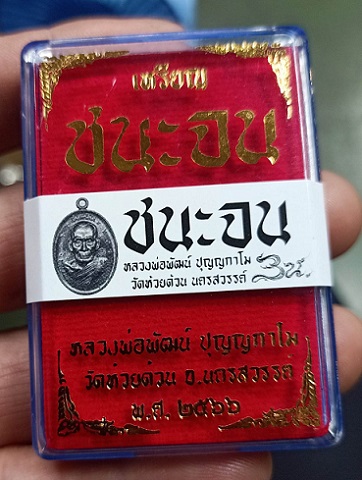 เหรียญ
ชนะจน
ชนะจน
หลวงพ่อพัฒน์ ปุญญกาโม
วัดห้วยด้วน นครสวรรค์
หลวงพ่อพัฒน์ ปุญญกาโม
วัดห้วยด้วน จ.นครสวรรค์
พ.ศ. ๒๕๖๖